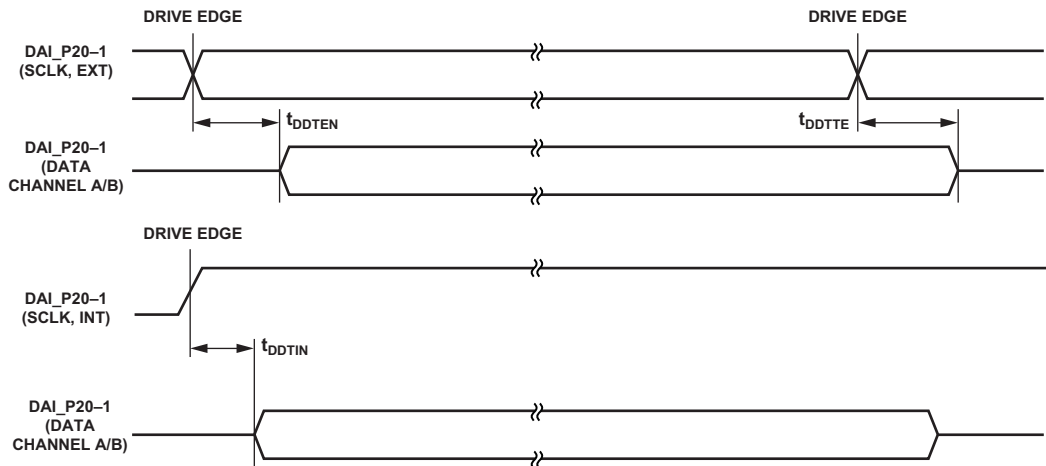 DRIVE EDGE
DRIVE EDGE
DAI_P20–1
(SCLK, EXT)
tDDTEN
tDDTTE
DAI_P20–1
(DATA
CHANNEL A/B)
DRIVE EDGE
DAI_P20–1
(SCLK, INT)
tDDTIN
DAI_P20–1
(DATA
CHANNEL A/B)